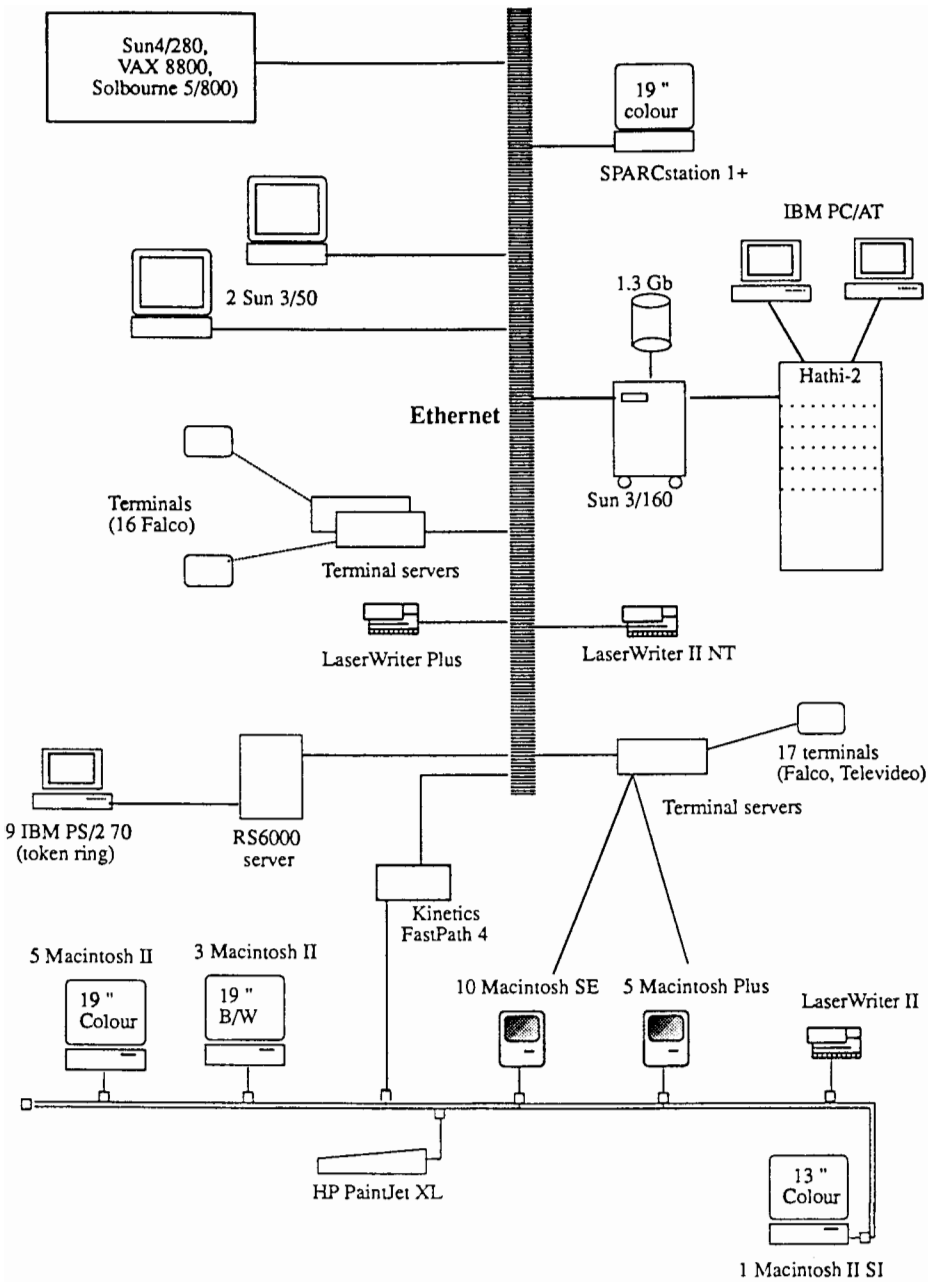 Sun4/280,
VAX 8800,
Solbourne 5/800)
19 "
colour
SPARCstation 1+
IBM PC/AT
2 Sun 3/50
1.3 Gb
Hathi-2
Ethernet
Sun 3/160
Terminals
(16 Falco)
Terminal servers
LaserWriter Plus
LaserWriter II NT
17 terminals
(Falco, Televideo)
Terminal servers
9 IBM PS/2 70
(token ring)
RS6000
server
Kinetics
FastPath 4
5 Macintosh II
3 Macintosh II
10 Macintosh SE
5 Macintosh Plus
LaserWriter II
19 "
Colour
19 "
B/W
HP PaintJet XL
13 "
Colour
1 Macintosh II SI